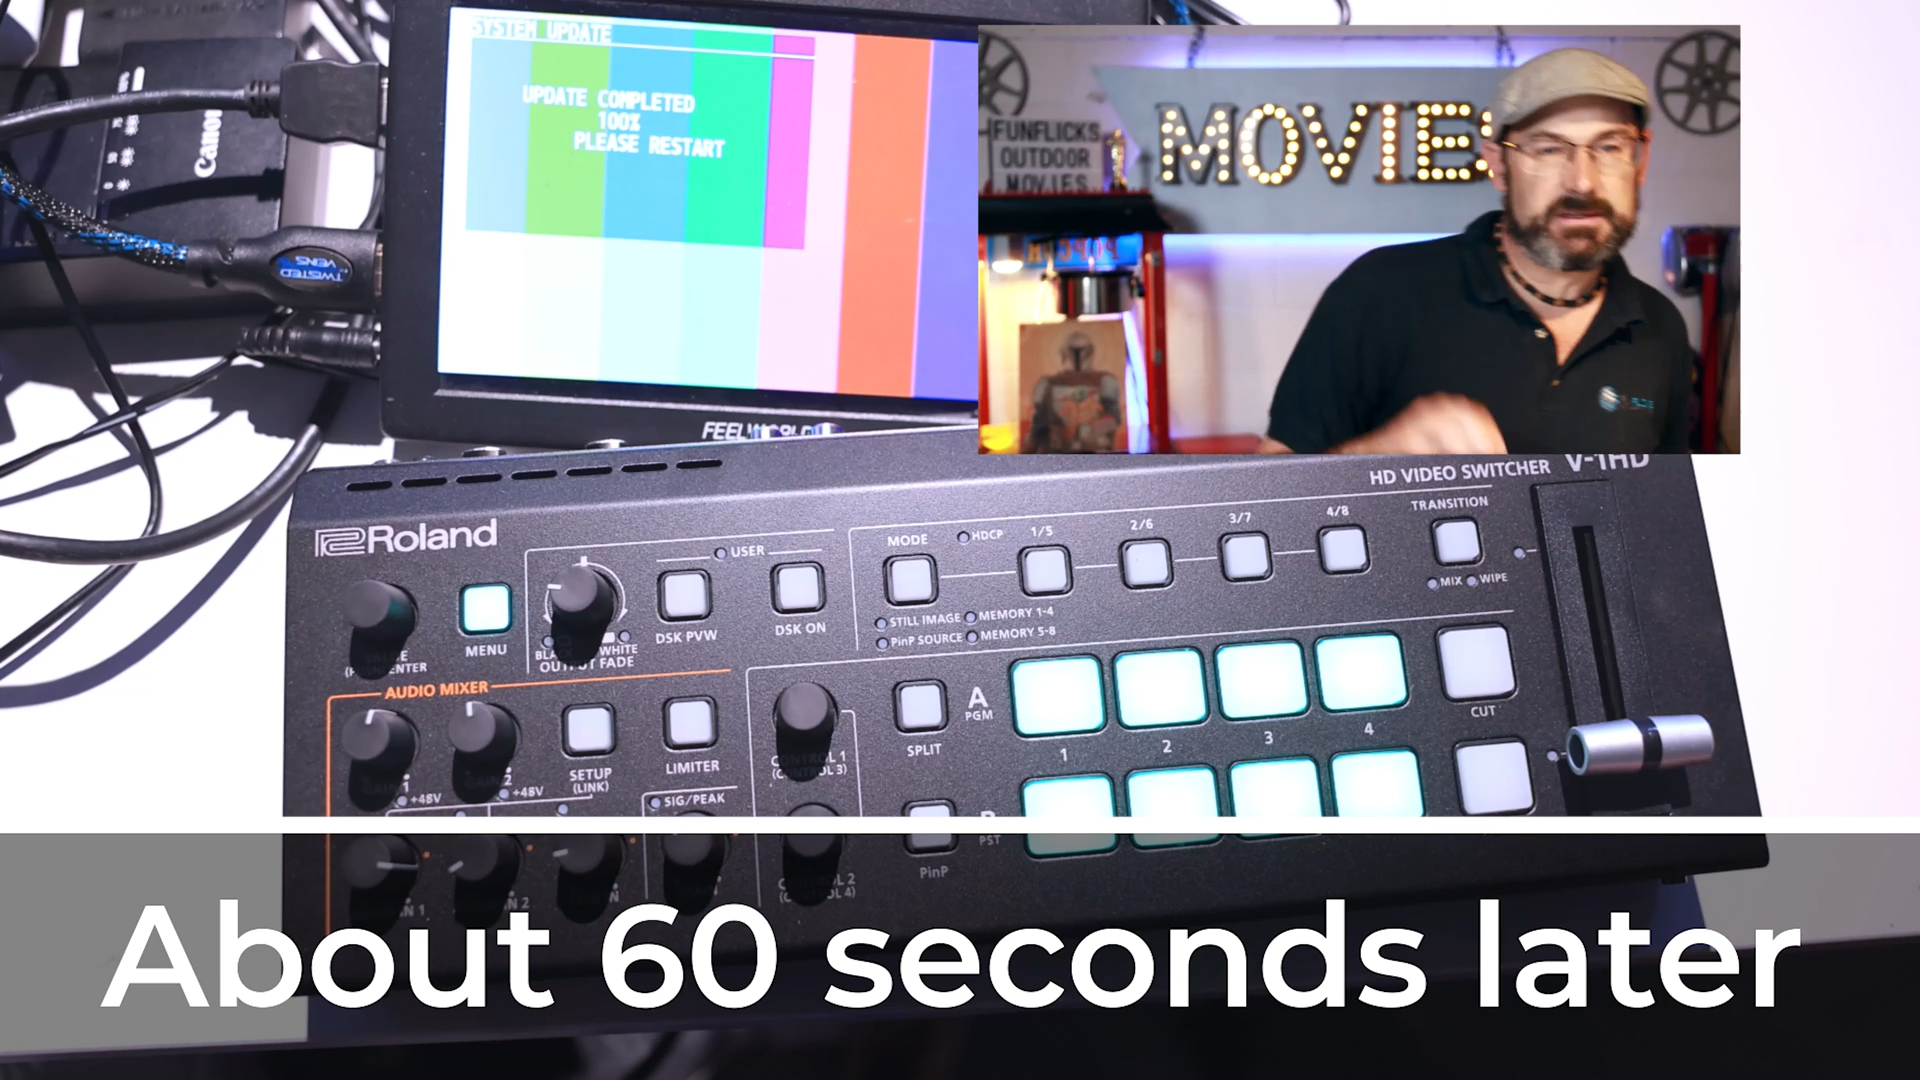 SYSTEM UPDATE
UPDATE COMPLETED
100%
PLEASE RESTART
Canon
TWISTED
VEINS
FEELWORLD
MOVIES
FUNFLICKS
OUTDOOR
MOVIES
HD VIDEO SWITCHER V-1HD
Roland
MENU
USER
DSK PVW
DSK ON
WHITE
OUTPUT FADE
MODE
HDCP
1/5
2/6
3/7
4/8
TRANSITION
MIX
WIPE
STILL IMAGE
MEMORY 1-4
PinP SOURCE
MEMORY 5-8
AUDIO MIXER
+48V
+48V
SETUP
(LINK)
LIMITER
SIG/PEAK
SPLIT
A
PGM
1
2
3
4
CUT
PST
PinP
About 60 seconds later